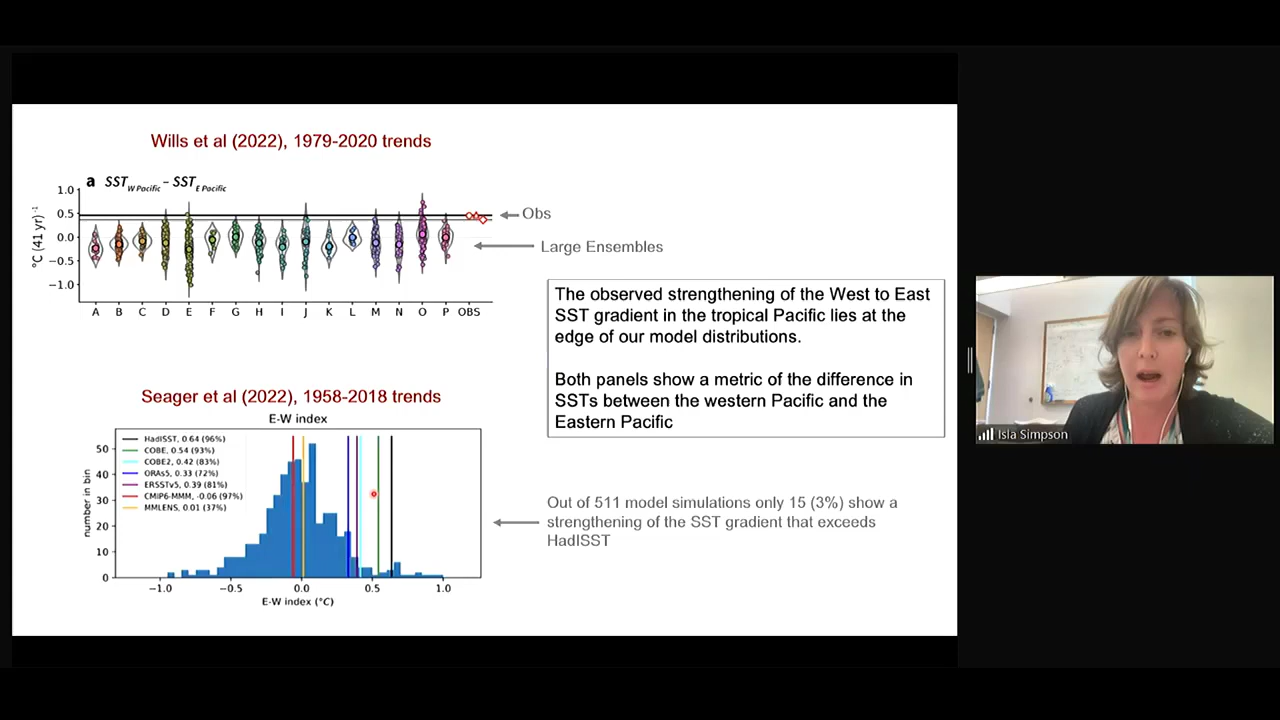 Wills et al (2022), 1979-2020 trends
a SST W Pacific – SST E Pacific
°C (41 yr)⁻¹
1.0
0.5
0.0
−0.5
−1.0
A B C D E F G H I J K L M N O P OBS
Obs
Large Ensembles
The observed strengthening of the West to East
SST gradient in the tropical Pacific lies at the
edge of our model distributions.
Both panels show a metric of the difference in
SSTs between the western Pacific and the
Eastern Pacific
Seager et al (2022), 1958-2018 trends
E-W index
HadISST, 0.64 (96%)
COBE, 0.54 (93%)
COBE2, 0.42 (83%)
ORAs5, 0.33 (72%)
ERSSTv5, 0.39 (81%)
CMIP6-MMM, -0.06 (97%)
MMLENS, 0.01 (37%)
number in bin
50
40
30
20
10
0
−1.0 −0.5 0.0 0.5 1.0
E-W index (°C)
Out of 511 model simulations only 15 (3%) show a
strengthening of the SST gradient that exceeds
HadISST
Isla Simpson